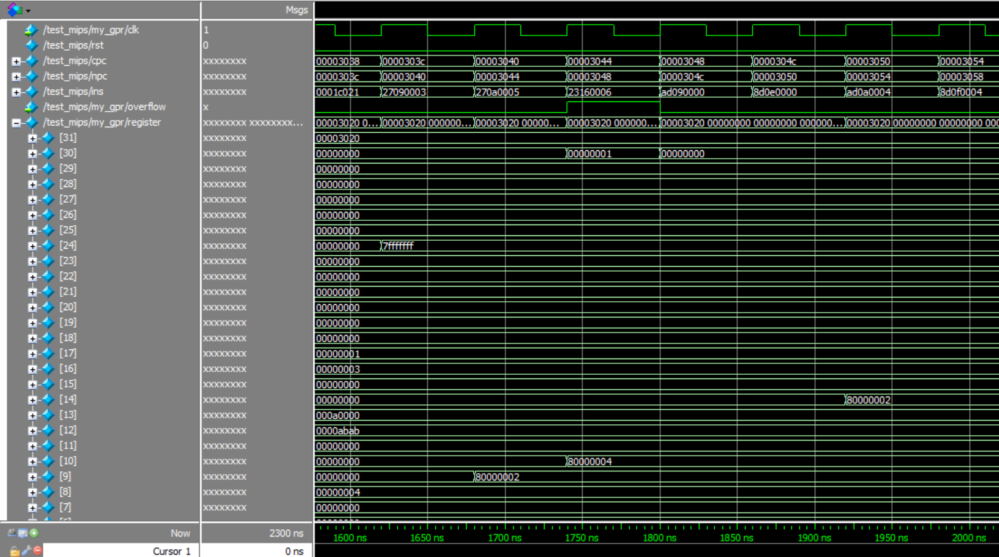 Msgs
/test_mips/my_gpr/clk 1
/test_mips/rst 0
/test_mips/cpc xxxxxxxx 00003038 0000303c 00003040 00003044 00003048 0000304c 00003050 00003054
/test_mips/npc xxxxxxxx 0000303c 00003040 00003044 00003048 0000304c 00003050 00003054 00003058
/test_mips/ins xxxxxxxx 0001c021 27090003 270a0005 23160006 ad090000 8d0e0000 ad0a0004 8d0f0004
/test_mips/my_gpr/overflow x
/test_mips/my_gpr/register xxxxxxxx xxxxxxxx... 00003020 0... 00003020 000000... 00003020 00000... 00003020 000000... 00003020 00000000 00000000 000000... 00003020 00000000 00000000 000
[31] xxxxxxxx 00003020
[30] xxxxxxxx 00000000 00000001 00000000
[29] xxxxxxxx 00000000
[28] xxxxxxxx 00000000
[27] xxxxxxxx 00000000
[26] xxxxxxxx 00000000
[25] xxxxxxxx 00000000
[24] xxxxxxxx 00000000 7fffffff
[23] xxxxxxxx 00000000
[22] xxxxxxxx 00000000
[21] xxxxxxxx 00000000
[20] xxxxxxxx 00000000
[19] xxxxxxxx 00000000
[18] xxxxxxxx 00000000
[17] xxxxxxxx 00000001
[16] xxxxxxxx 00000003
[15] xxxxxxxx 00000000
[14] xxxxxxxx 00000000 80000002
[13] xxxxxxxx 000a0000
[12] xxxxxxxx 0000abab
[11] xxxxxxxx 00000000
[10] xxxxxxxx 00000000 80000004
[9] xxxxxxxx 00000000 80000002
[8] xxxxxxxx 00000004
[7] xxxxxxxx 00000000
Now 2300 ns 1600 ns 1650 ns 1700 ns 1750 ns 1800 ns 1850 ns 1900 ns 1950 ns 2000 ns
Cursor 1 0 ns